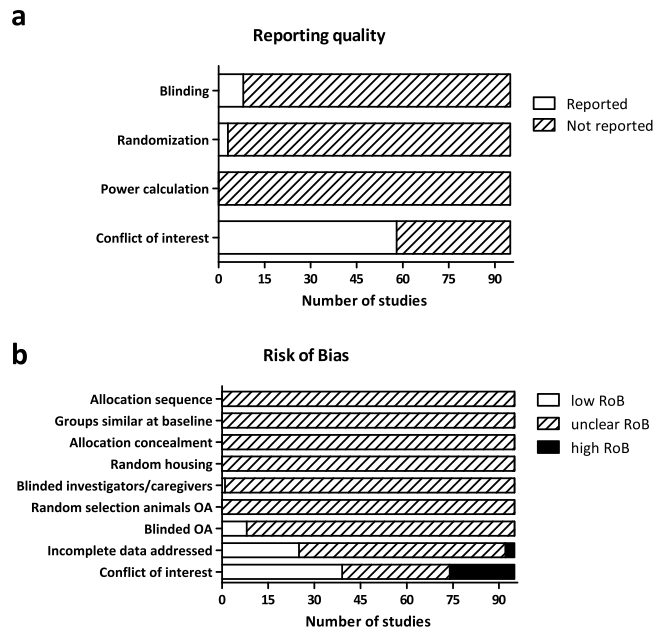 a
Reporting quality
Blinding
Randomization
Power calculation
Conflict of interest
0 15 30 45 60 75 90
Number of studies
Reported
Not reported
b
Risk of Bias
Allocation sequence
Groups similar at baseline
Allocation concealment
Random housing
Blinded investigators/caregivers
Random selection animals OA
Blinded OA
Incomplete data addressed
Conflict of interest
0 15 30 45 60 75 90
Number of studies
low RoB
unclear RoB
high RoB